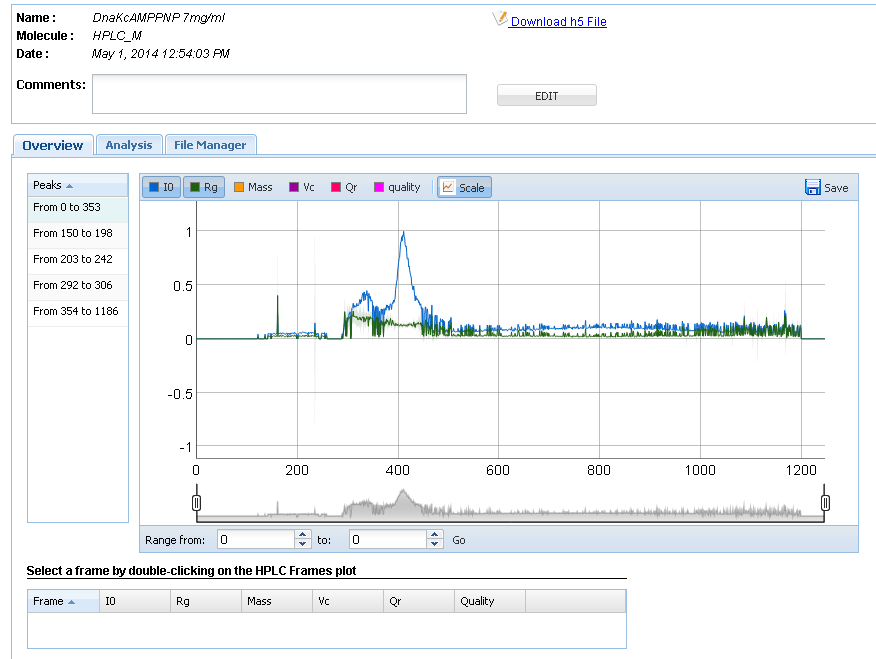 Name : DnaKcAMPPNP 7mg/ml Download h5 File
Molecule : HPLC_M
Date : May 1, 2014 12:54:03 PM
Comments: EDIT
Overview Analysis File Manager
Peaks I0 Rg Mass Vc Qr quality Scale Save
From 0 to 353
From 150 to 198
From 203 to 242
From 292 to 306
From 354 to 1186
1
0.5
0
-0.5
-1
0 200 400 600 800 1000 1200
Range from: 0 to: 0 Go
Select a frame by double-clicking on the HPLC Frames plot
Frame I0 Rg Mass Vc Qr Quality